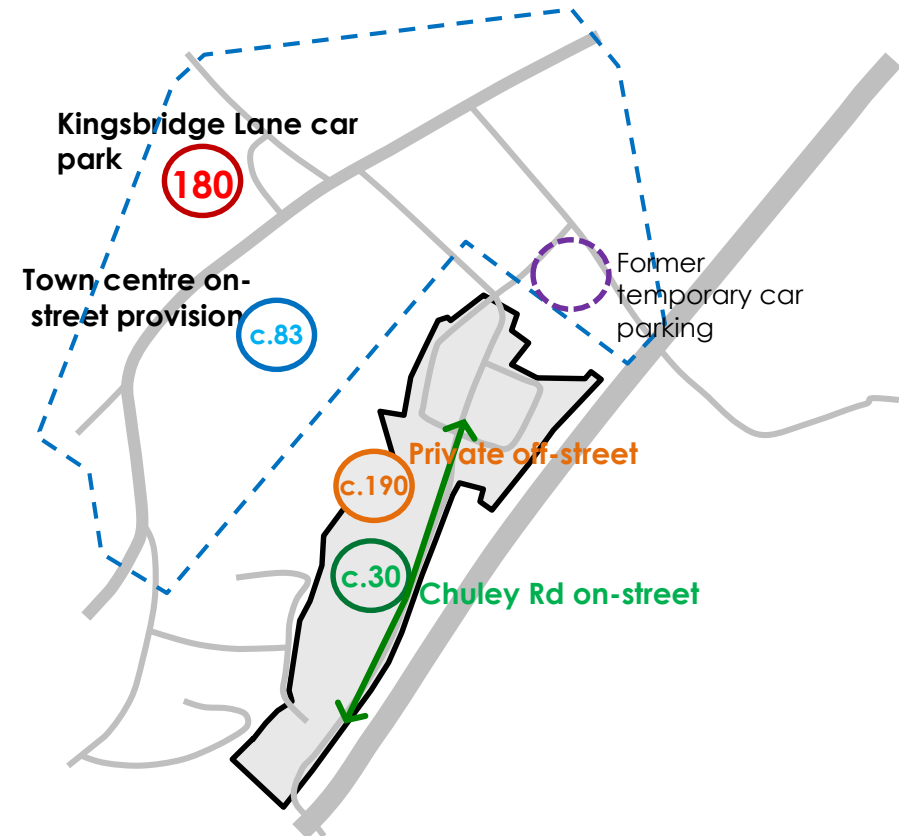 Kingsbridge Lane car
park
180
Town centre on-
street provision
c.83
Former
temporary car
parking
Private off-street
c.190
c.30
Chuley Rd on-street